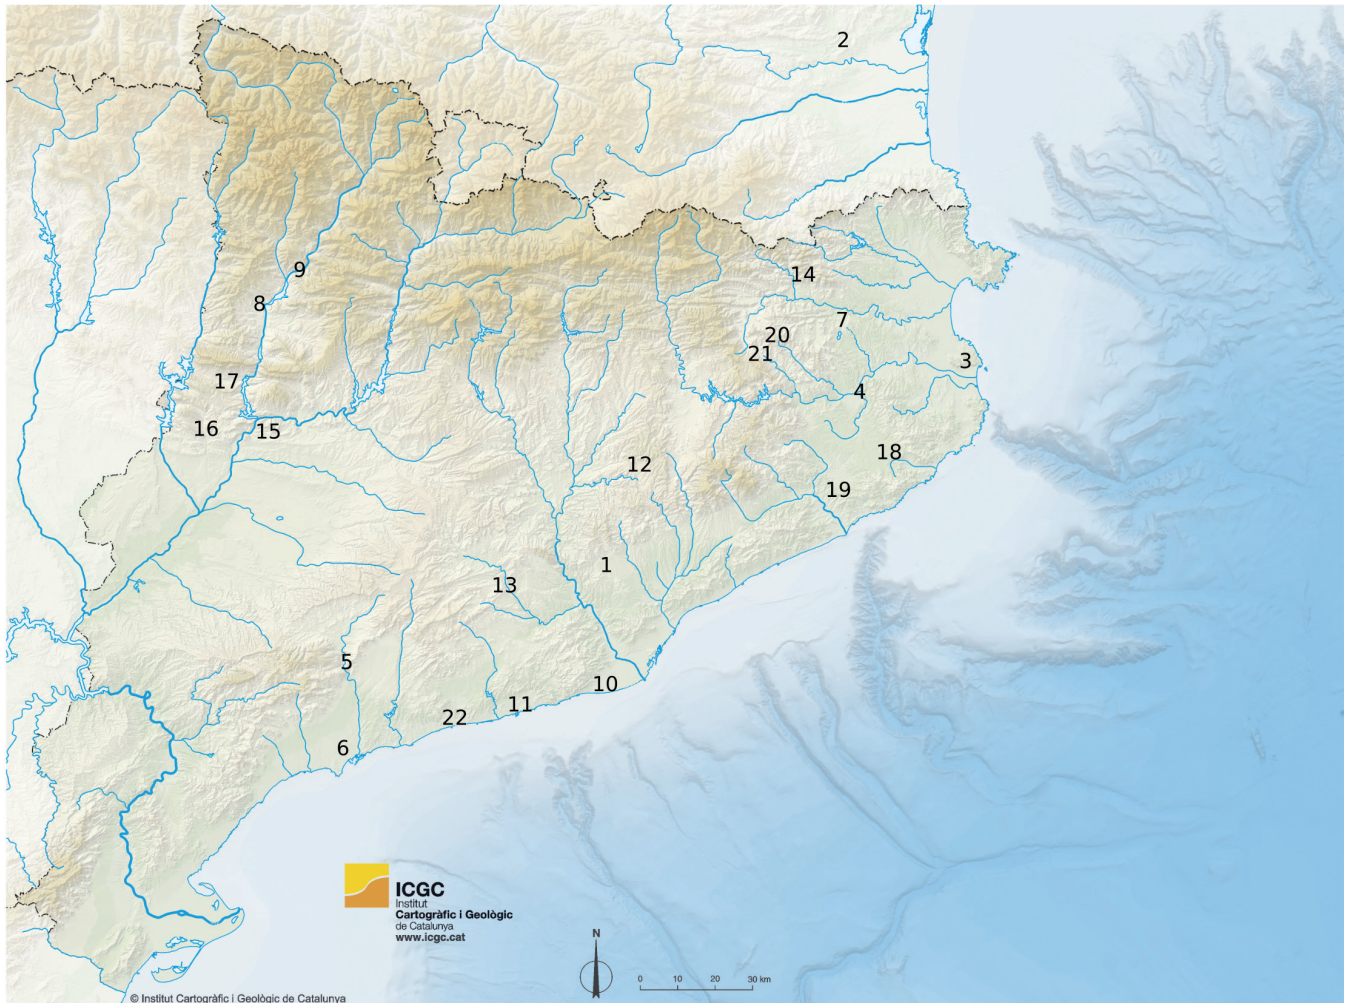 2
14
9
8
7
20
21
3
17
4
16
15
18
12
19
1
13
5
10
11
22
6
ICGC
Institut
Cartogràfic i Geològic
de Catalunya
www.icgc.cat
N
0 10 20 30 km
© Institut Cartogràfic i Geològic de Catalunya